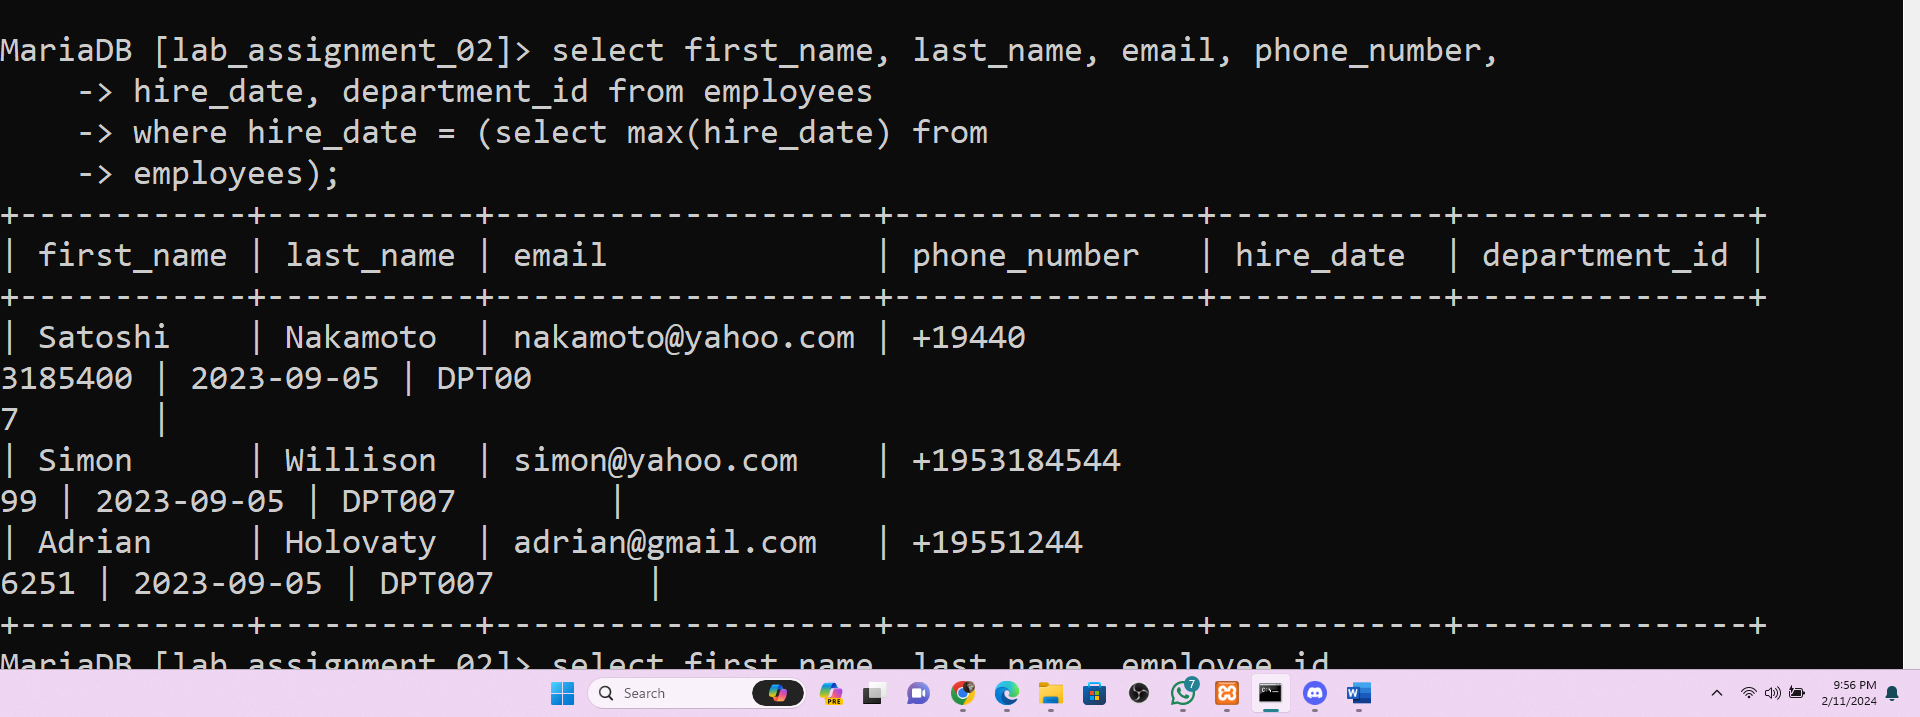 MariaDB [lab_assignment_02]> select first_name, last_name, email, phone_number,
    -> hire_date, department_id from employees
    -> where hire_date = (select max(hire_date) from
    -> employees);
+------------+-----------+--------------------+----------------+------------+---------------+
| first_name | last_name | email              | phone_number   | hire_date  | department_id |
+------------+-----------+--------------------+----------------+------------+---------------+
| Satoshi    | Nakamoto  | nakamoto@yahoo.com | +19440
3185400 | 2023-09-05 | DPT00
7       |
| Simon      | Willison  | simon@yahoo.com    | +1953184544
99 | 2023-09-05 | DPT007        |
| Adrian     | Holovaty  | adrian@gmail.com   | +19551244
6251 | 2023-09-05 | DPT007        |
+------------+-----------+--------------------+----------------+------------+---------------+
MariaDB [lab_assignment_02]> select first_name, last_name, employee_id
Search
PRE
7
9:56 PM
2/11/2024